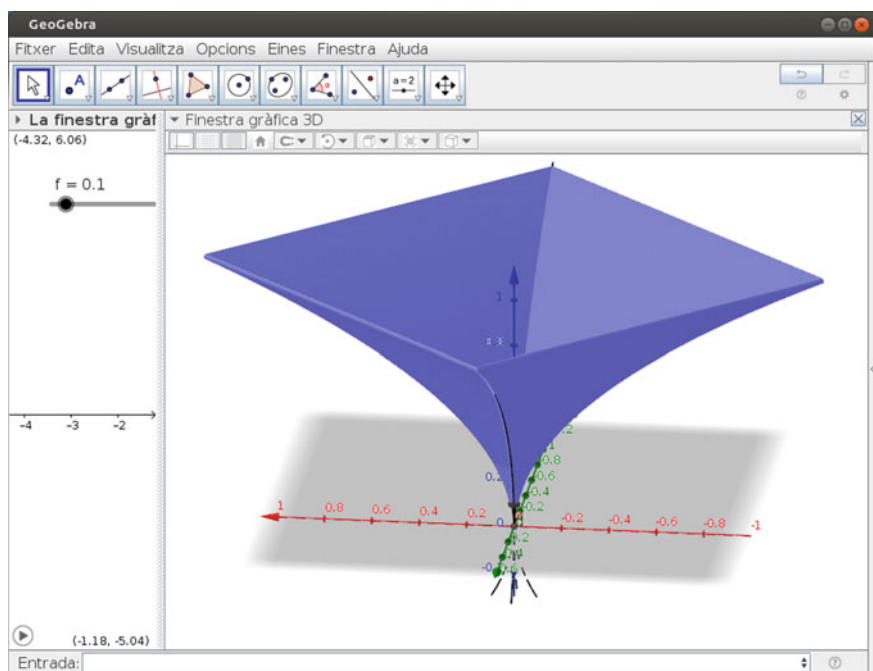 GeoGebra
Fitxer Edita Visualitza Opcions Eines Finestra Ajuda
A α a=2
La finestra gràf
Finestra gràfica 3D
(-4.32, 6.06)
f = 0.1
1
0.2
-0.8
-0.6
-0.4
-0.2
1 0.8 0.6 0.4 0.2 0 -0.2 -0.4 -0.6 -0.8 -1
0.2
-4 -3 -2
(-1.18, -5.04)
Entrada: